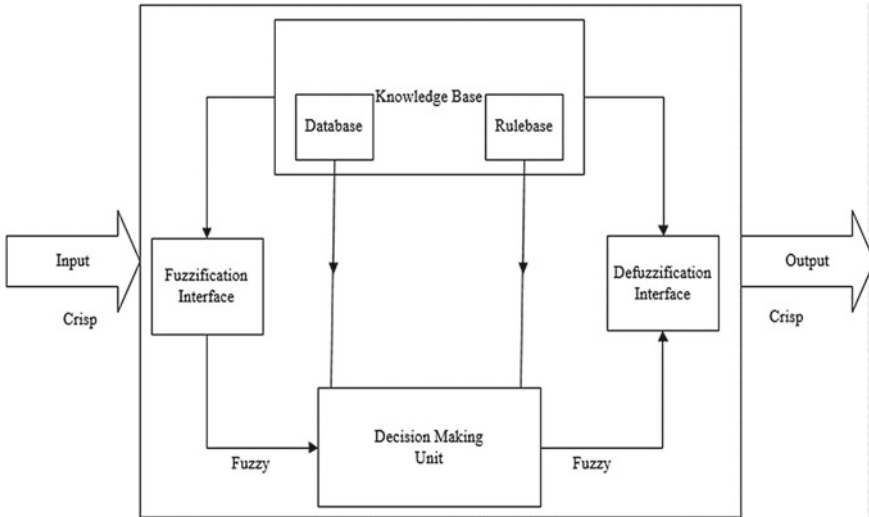 Knowledge Base
Database
Rulebase
Input
Crisp
Fuzzification
Interface
Defuzzification
Interface
Output
Crisp
Decision Making
Unit
Fuzzy
Fuzzy